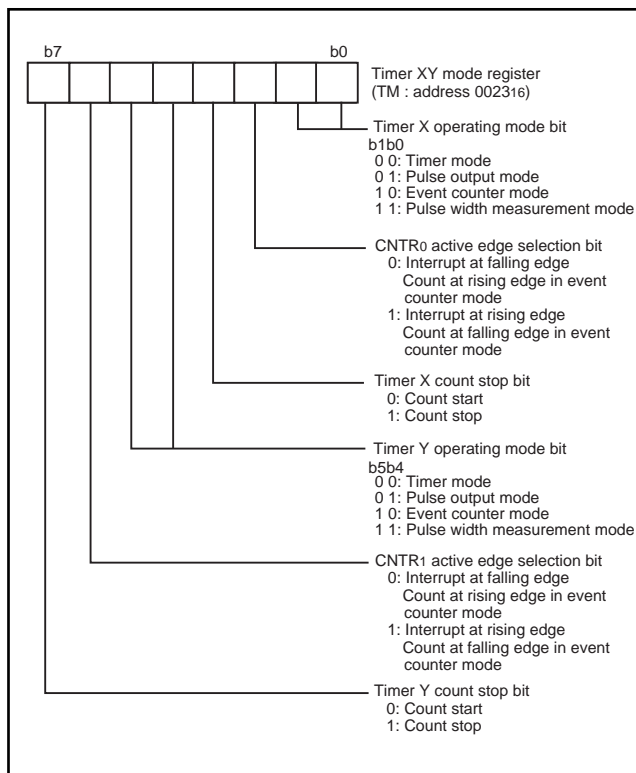 b7 b0
Timer XY mode register
(TM : address 002316)
Timer X operating mode bit
b1b0
0 0: Timer mode
0 1: Pulse output mode
1 0: Event counter mode
1 1: Pulse width measurement mode
CNTR0 active edge selection bit
0: Interrupt at falling edge
Count at rising edge in event
counter mode
1: Interrupt at rising edge
Count at falling edge in event
counter mode
Timer X count stop bit
0: Count start
1: Count stop
Timer Y operating mode bit
b5b4
0 0: Timer mode
0 1: Pulse output mode
1 0: Event counter mode
1 1: Pulse width measurement mode
CNTR1 active edge selection bit
0: Interrupt at falling edge
Count at rising edge in event
counter mode
1: Interrupt at rising edge
Count at falling edge in event
counter mode
Timer Y count stop bit
0: Count start
1: Count stop